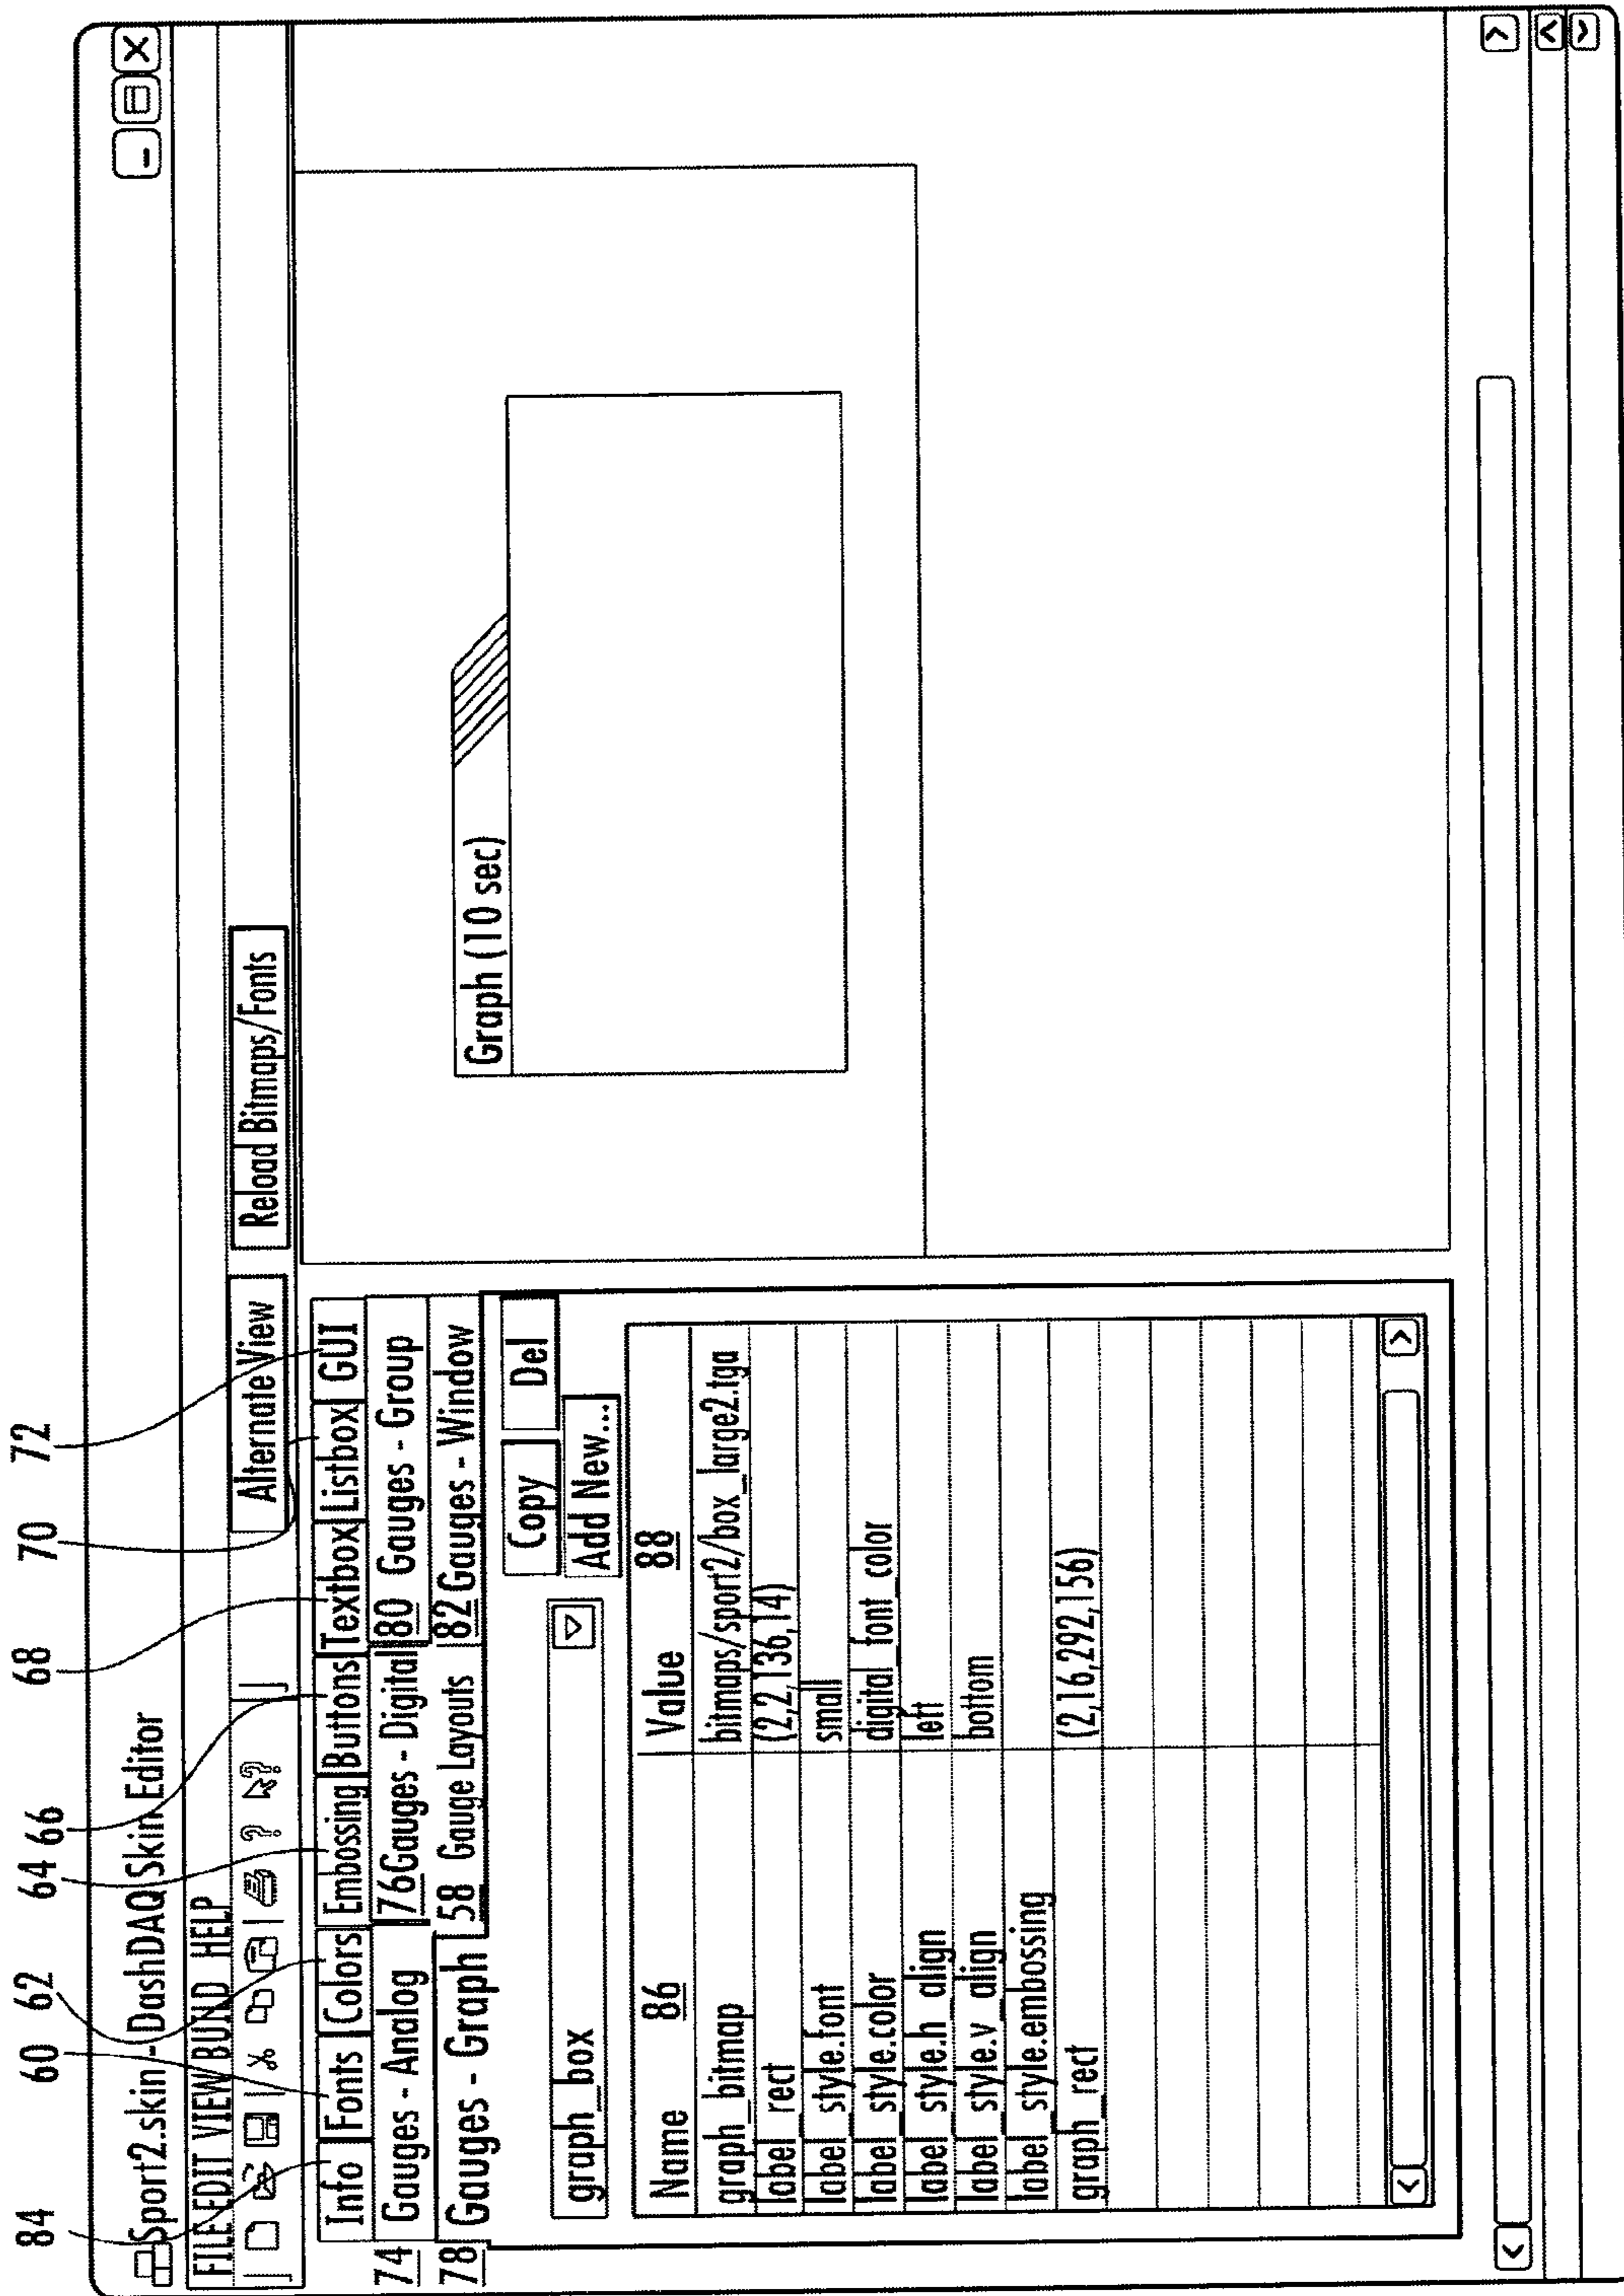 84 60 62 64 66 68 70 72
Sport2.skin-DashDAQ Skin Editor
FILE EDIT VIEW BUND HELP
Alternate View Reload Bitmaps/Fonts
Info Fonts Colors Embossing Buttons Textbox Listbox GUI
74 Gauges - Analog 76 Gauges - Digital 80 Gauges - Group
78 Gauges - Graph 58 Gauge Layouts 82 Gauges - Window
Copy Del
graph_box Add New...
Name 86 Value 88
graph_bitmap bitmaps/sport2/box_large2.tga
label_rect (2,2,136,14)
label_style.font small
label_style.color digital_font_color
label_style.h_align left
label_style.v_align bottom
label_style.embossing
graph_rect (2,16,292,156)
Graph (10 sec)